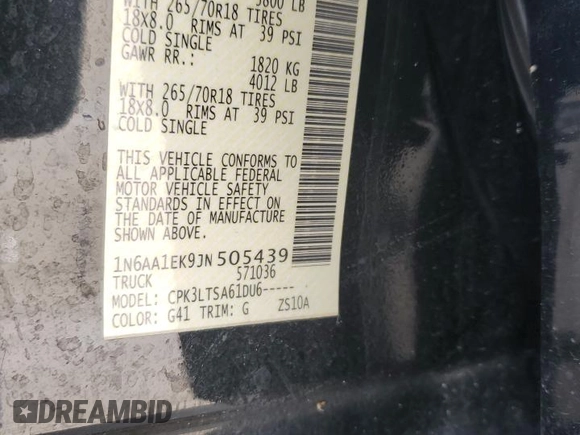 3800 LB
WITH 265/70R18 TIRES
18X8.0 RIMS AT 39 PSI
COLD SINGLE
GAWR RR.: 1820 KG
4012 LB
WITH 265/70R18 TIRES
18X8.0 RIMS AT 39 PSI
COLD SINGLE
THIS VEHICLE CONFORMS TO
ALL APPLICABLE FEDERAL
MOTOR VEHICLE SAFETY
STANDARDS IN EFFECT ON
THE DATE OF MANUFACTURE
SHOWN ABOVE.
1N6AA1EK9JN505439
TRUCK 571036
MODEL: CPK3LTSA61DU6-----
COLOR: G41 TRIM: G ZS10A
DREAMBID